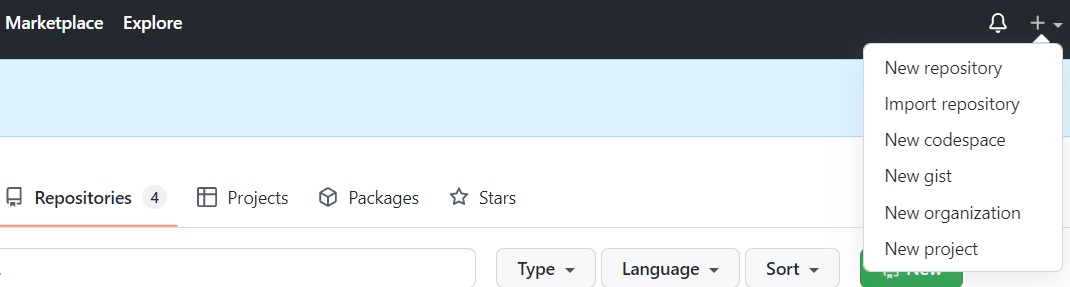 Marketplace Explore
New repository
Import repository
New codespace
New gist
New organization
New project
Repositories 4 Projects Packages Stars
Type Language Sort New